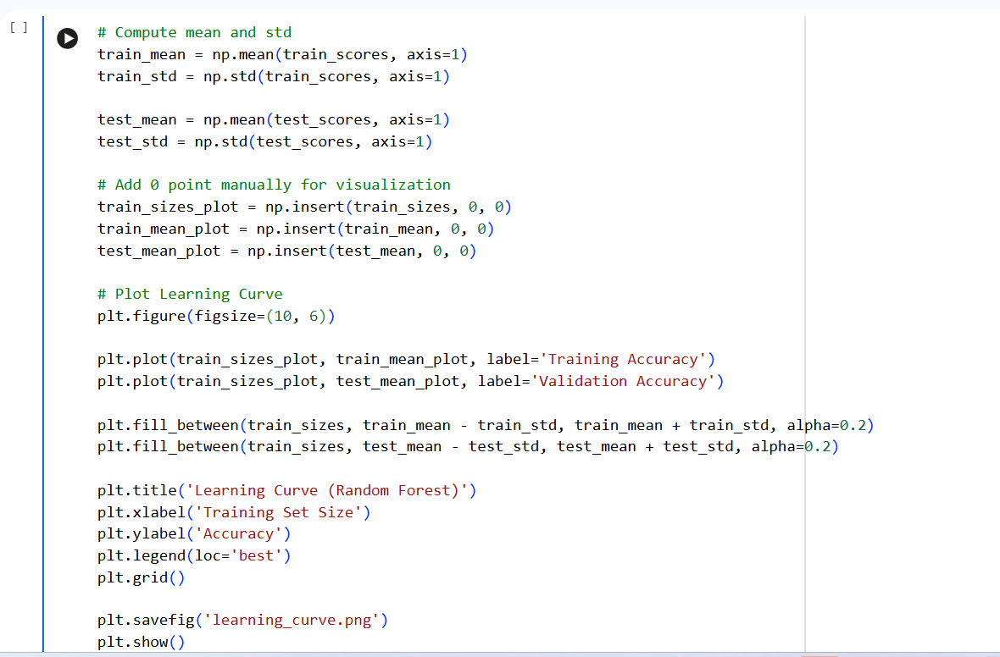 [ ]
# Compute mean and std
train_mean = np.mean(train_scores, axis=1)
train_std = np.std(train_scores, axis=1)
test_mean = np.mean(test_scores, axis=1)
test_std = np.std(test_scores, axis=1)
# Add 0 point manually for visualization
train_sizes_plot = np.insert(train_sizes, 0, 0)
train_mean_plot = np.insert(train_mean, 0, 0)
test_mean_plot = np.insert(test_mean, 0, 0)
# Plot Learning Curve
plt.figure(figsize=(10, 6))
plt.plot(train_sizes_plot, train_mean_plot, label='Training Accuracy')
plt.plot(train_sizes_plot, test_mean_plot, label='Validation Accuracy')
plt.fill_between(train_sizes, train_mean - train_std, train_mean + train_std, alpha=0.2)
plt.fill_between(train_sizes, test_mean - test_std, test_mean + test_std, alpha=0.2)
plt.title('Learning Curve (Random Forest)')
plt.xlabel('Training Set Size')
plt.ylabel('Accuracy')
plt.legend(loc='best')
plt.grid()
plt.savefig('learning_curve.png')
plt.show()